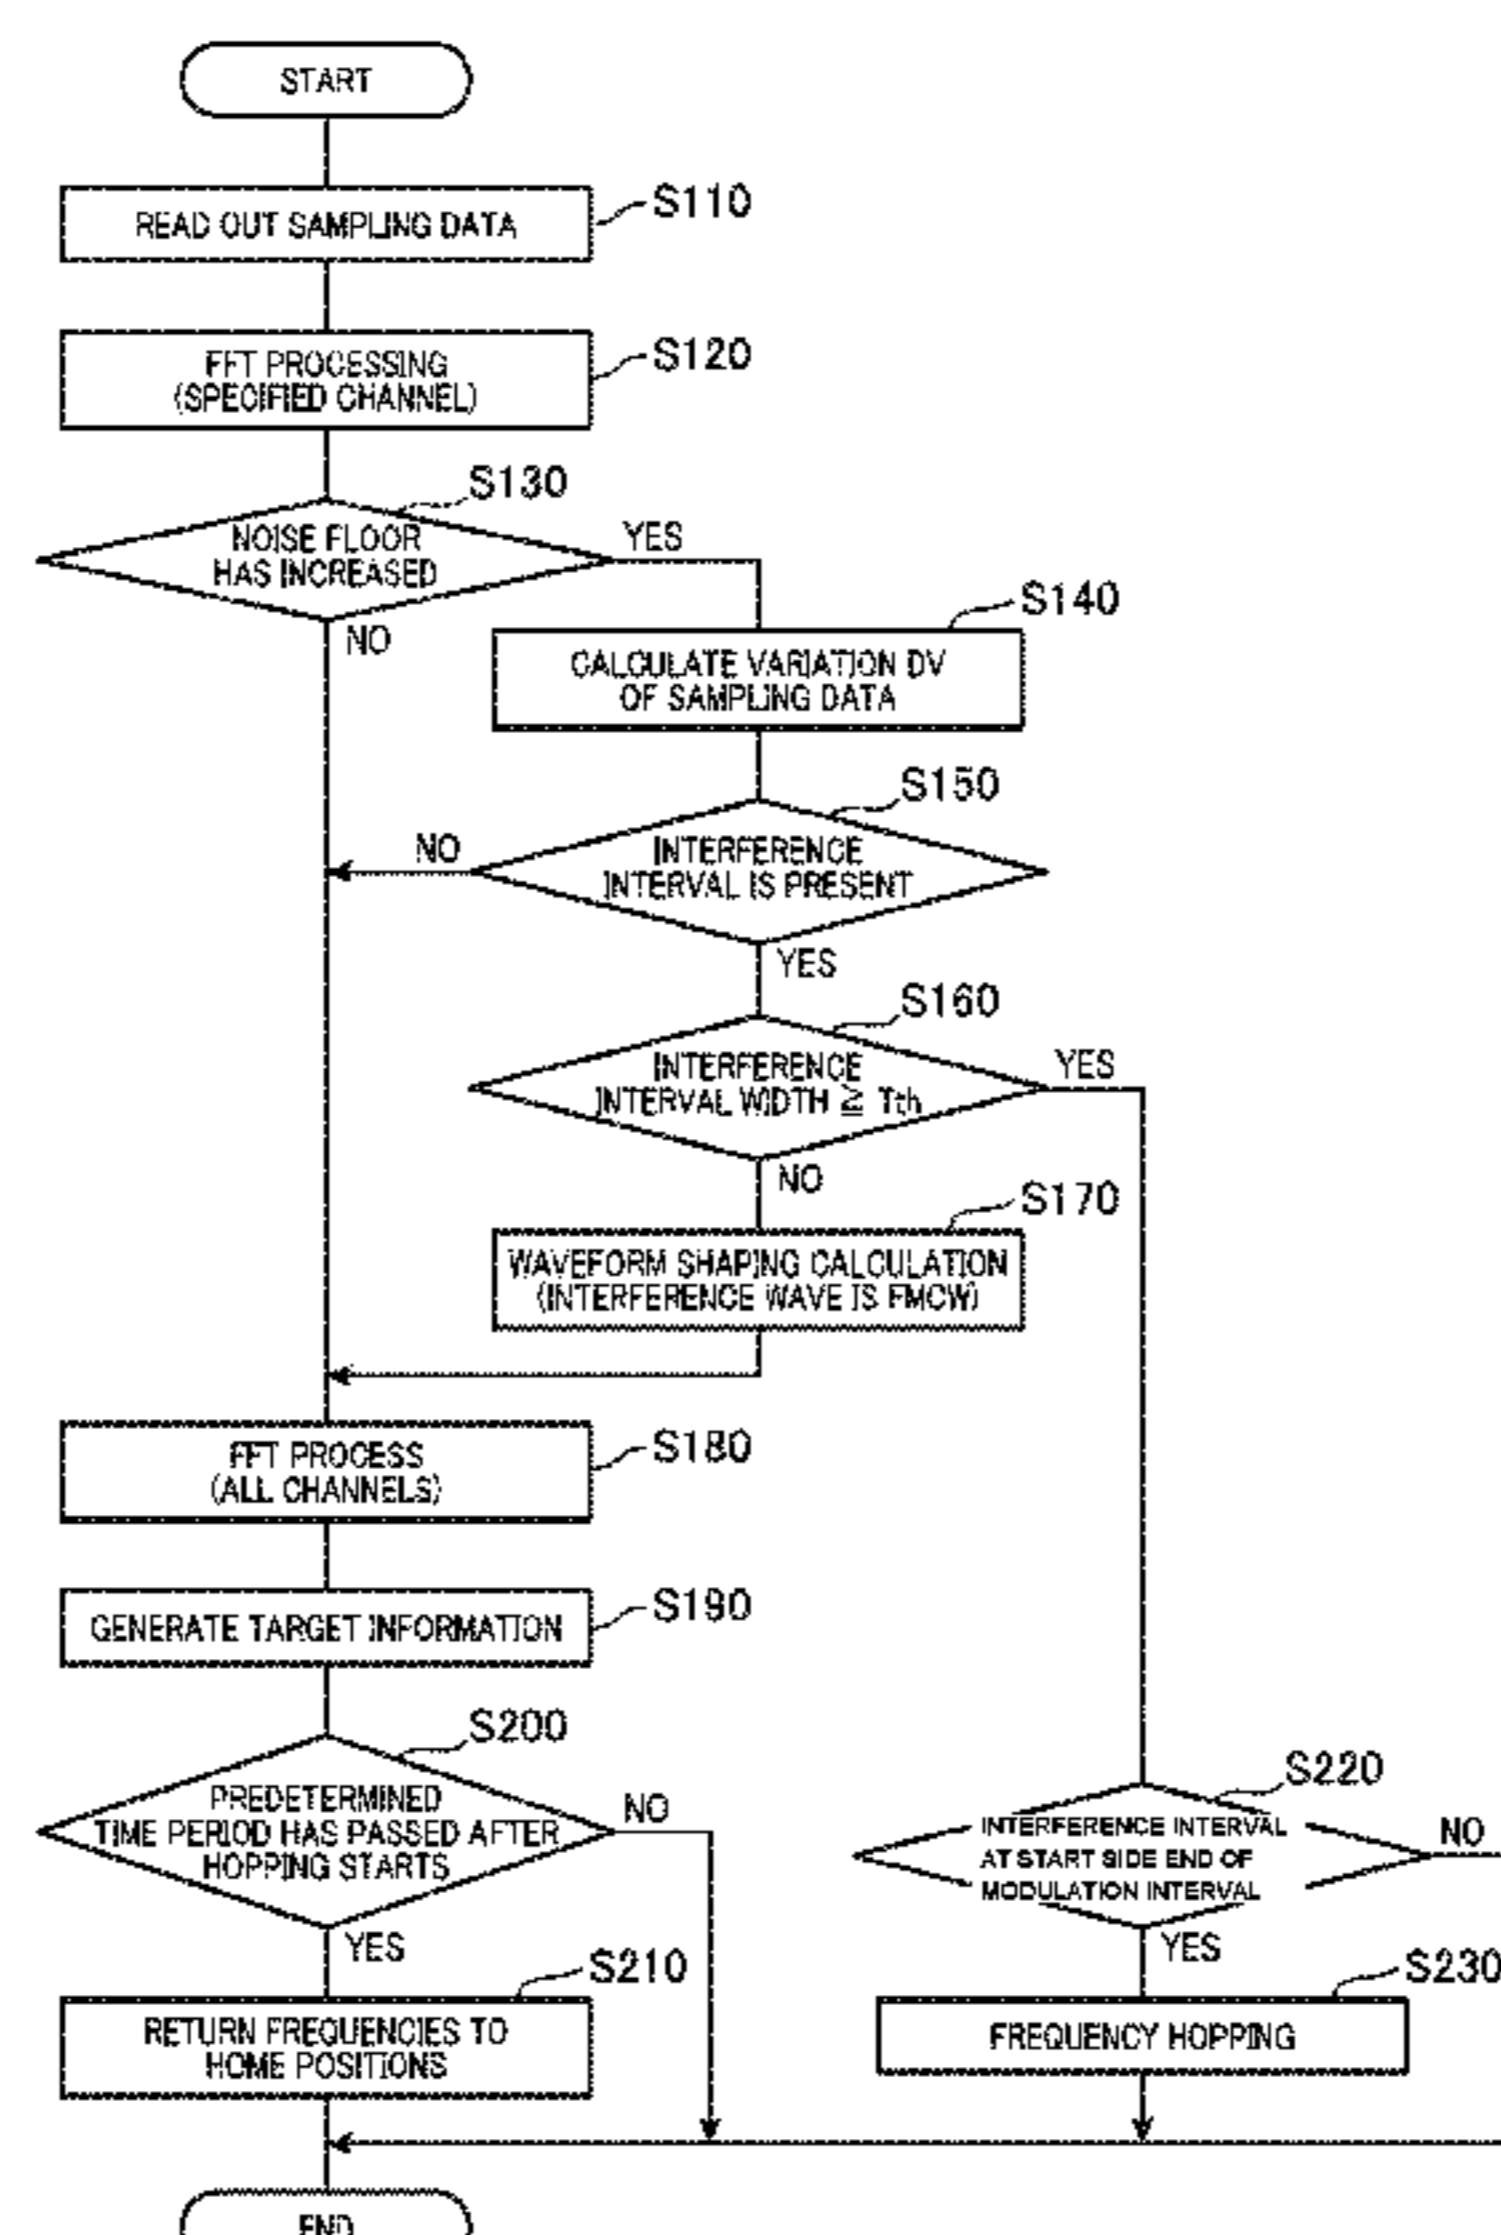 START
READ OUT SAMPLING DATA
S110
FFT PROCESSING
(SPECIFIED CHANNEL)
S120
S130
NOISE FLOOR
HAS INCREASED
YES
NO
S140
CALCULATE VARIATION DV
OF SAMPLING DATA
S150
INTERFERENCE
INTERVAL IS PRESENT
NO
YES
S160
INTERFERENCE
INTERVAL WIDTH ≧ Tth
YES
NO
S170
WAVEFORM SHAPING CALCULATION
(INTERFERENCE WAVE IS FMCW)
FFT PROCESS
(ALL CHANNELS)
S180
GENERATE TARGET INFORMATION
S190
S200
PREDETERMINED
TIME PERIOD HAS PASSED AFTER
HOPPING STARTS
NO
YES
S210
RETURN FREQUENCIES TO
HOME POSITIONS
S220
INTERFERENCE INTERVAL
AT START SIDE END OF
MODULATION INTERVAL
NO
YES
S230
FREQUENCY HOPPING
END